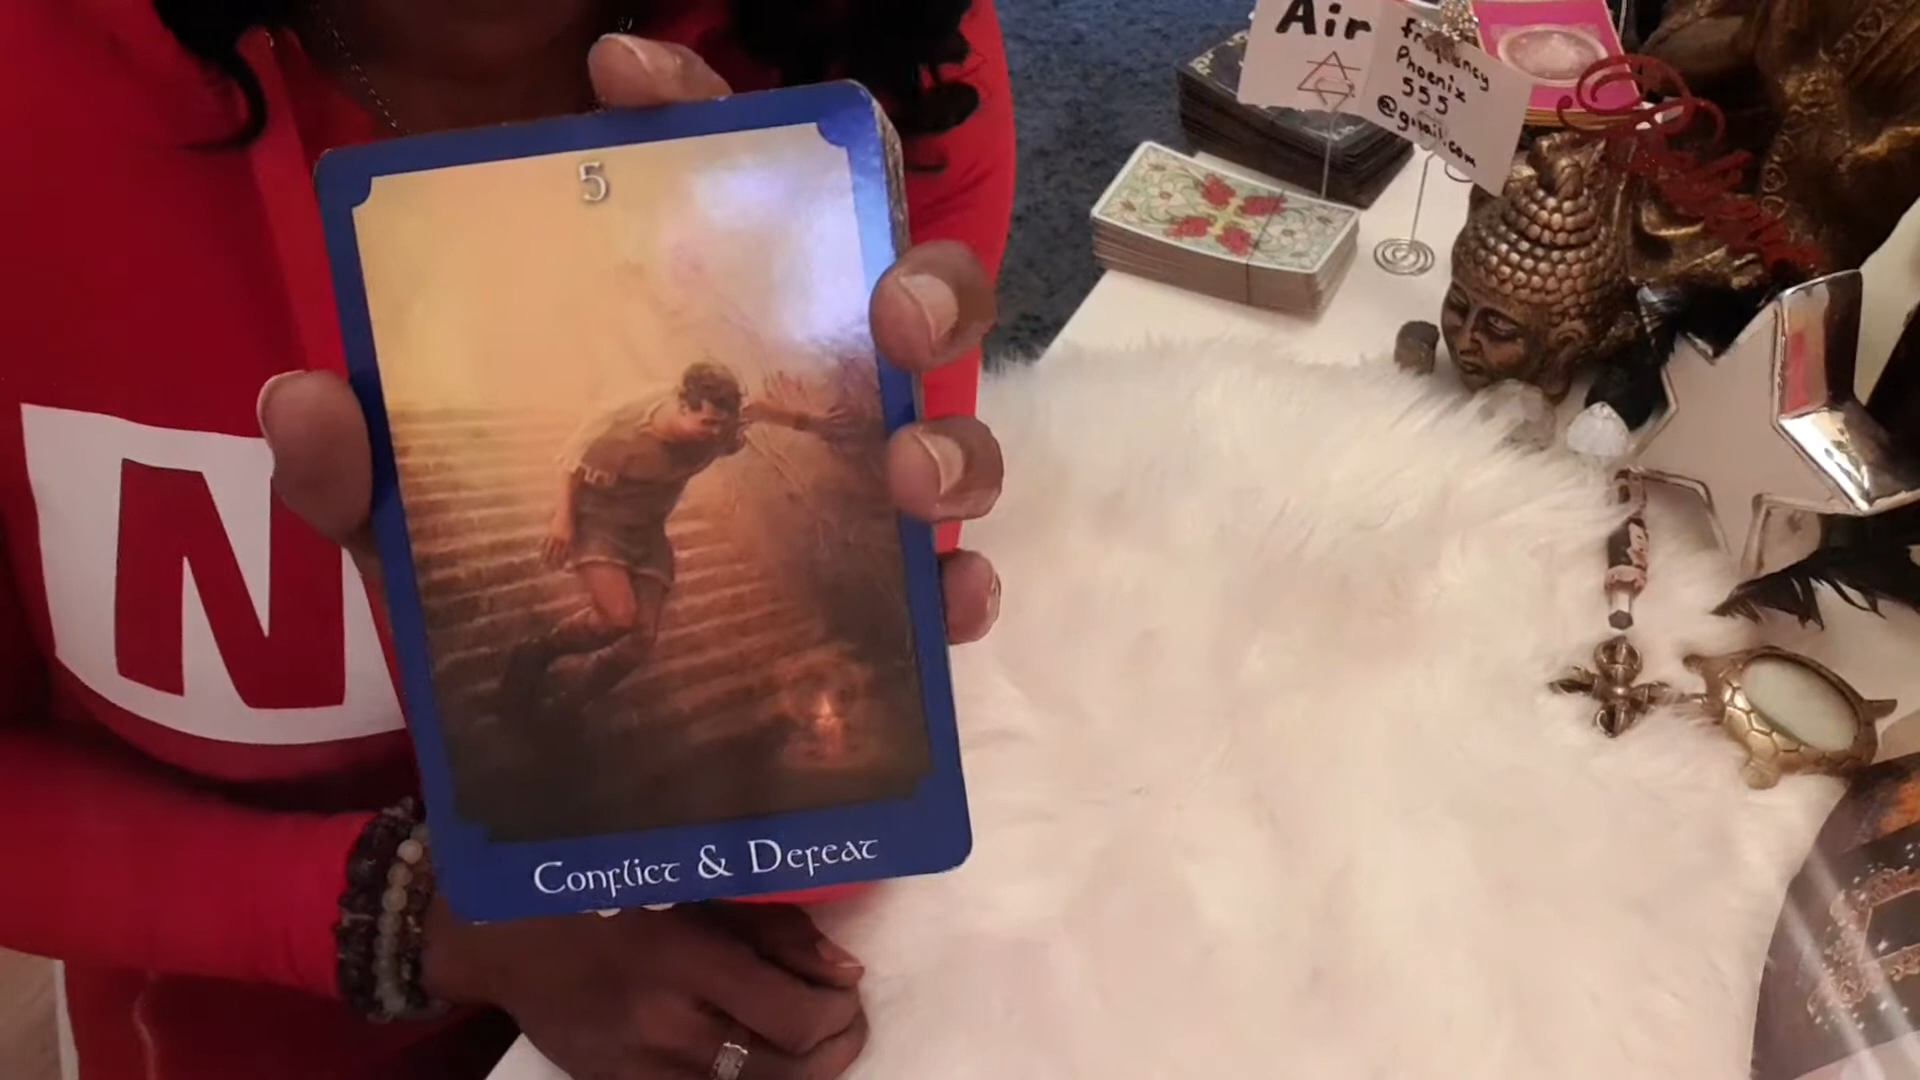 5
Conflict & Defeat
N
Air
frequency
Phoenix
555
@gmail.com